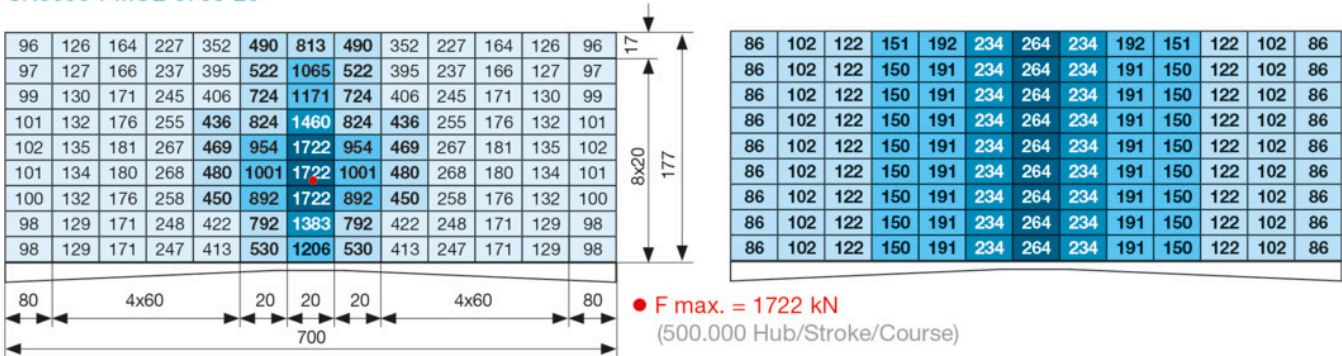 96 126 164 227 352 490 813 490 352 227 164 126 96 17 86 102 122 151 192 234 264 234 192 151 122 102 86
97 127 166 237 395 522 1065 522 395 237 166 127 97 86 102 122 150 191 234 264 234 191 150 122 102 86
99 130 171 245 406 724 1171 724 406 245 171 130 99 86 102 122 150 191 234 264 234 191 150 122 102 86
101 132 176 255 436 824 1460 824 436 255 176 132 101 86 102 122 150 191 234 264 234 191 150 122 102 86
102 135 181 267 469 954 1722 954 469 267 181 135 102 8x20 177 86 102 122 150 191 234 264 234 191 150 122 102 86
101 134 180 268 480 1001 1722 1001 480 268 180 134 101 86 102 122 150 191 234 264 234 191 150 122 102 86
100 132 176 258 450 892 1722 892 450 258 176 132 100 86 102 122 150 191 234 264 234 191 150 122 102 86
98 129 171 248 422 792 1383 792 422 248 171 129 98 86 102 122 150 191 234 264 234 191 150 122 102 86
98 129 171 247 413 530 1206 530 413 247 171 129 98 86 102 122 150 191 234 264 234 191 150 122 102 86
80 4x60 20 20 20 4x60 80 F max. = 1722 kN
700 (500.000 Hub/Stroke/Course)